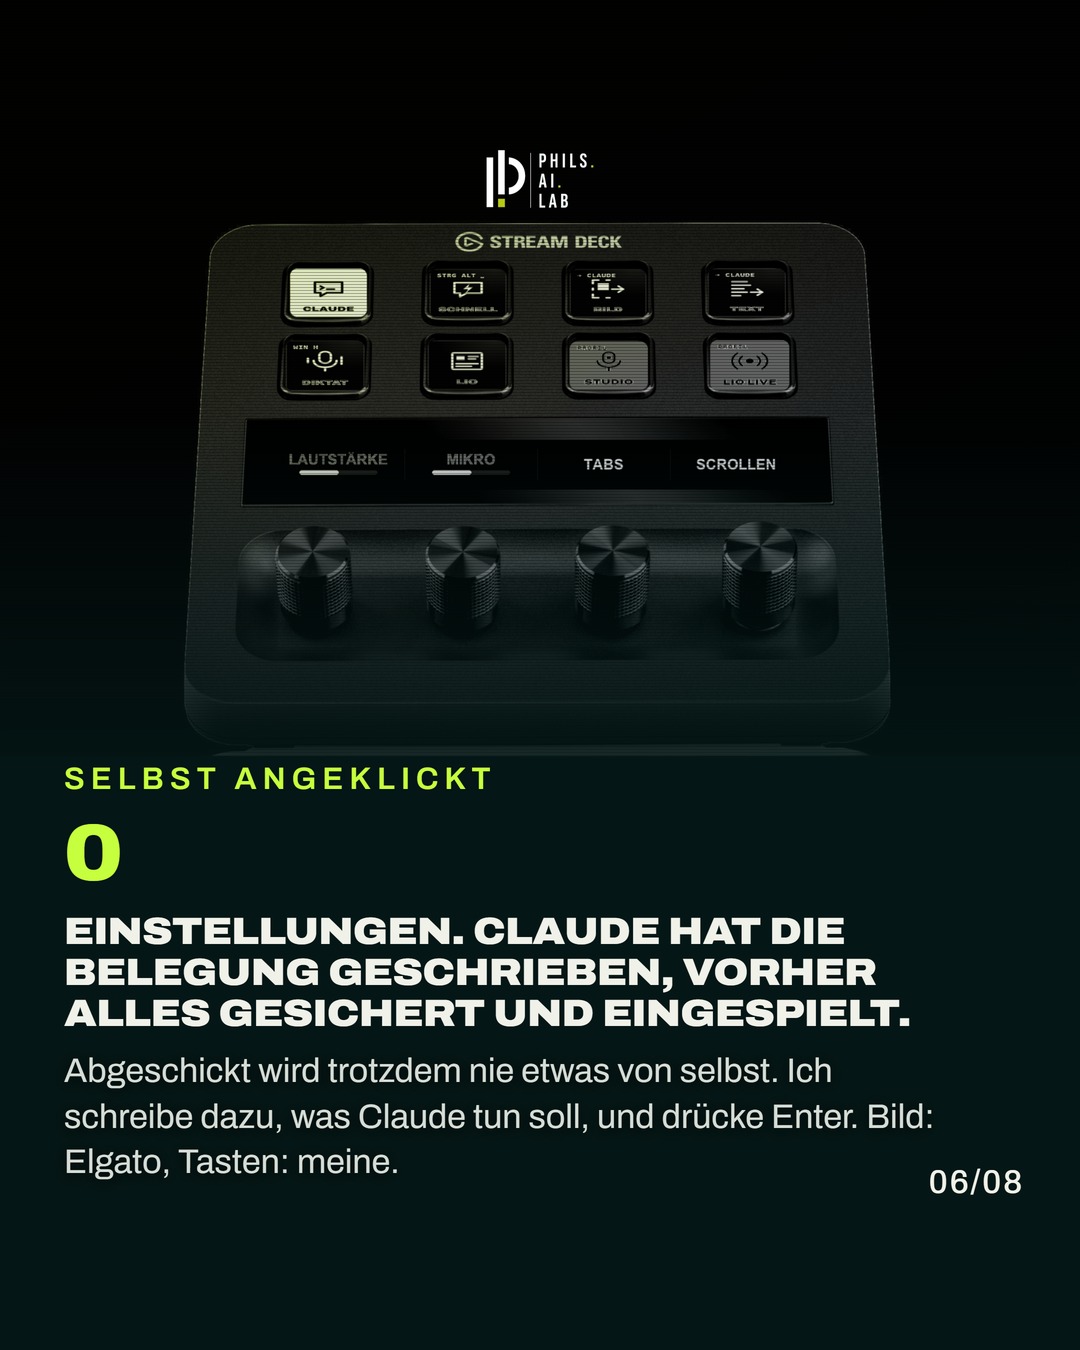 PHILS.
AI.
LAB
STREAM DECK
CLAUDE
STRG ALT _
SCHNELL
→ CLAUDE
BILD
→ CLAUDE
TEXT
WIN H
DIKTAT
LIO
STUDIO
LIO LIVE
LAUTSTÄRKE
MIKRO
TABS
SCROLLEN
SELBST ANGEKLICKT
0
EINSTELLUNGEN. CLAUDE HAT DIE
BELEGUNG GESCHRIEBEN, VORHER
ALLES GESICHERT UND EINGESPIELT.
Abgeschickt wird trotzdem nie etwas von selbst. Ich
schreibe dazu, was Claude tun soll, und drücke Enter. Bild:
Elgato, Tasten: meine.
06/08